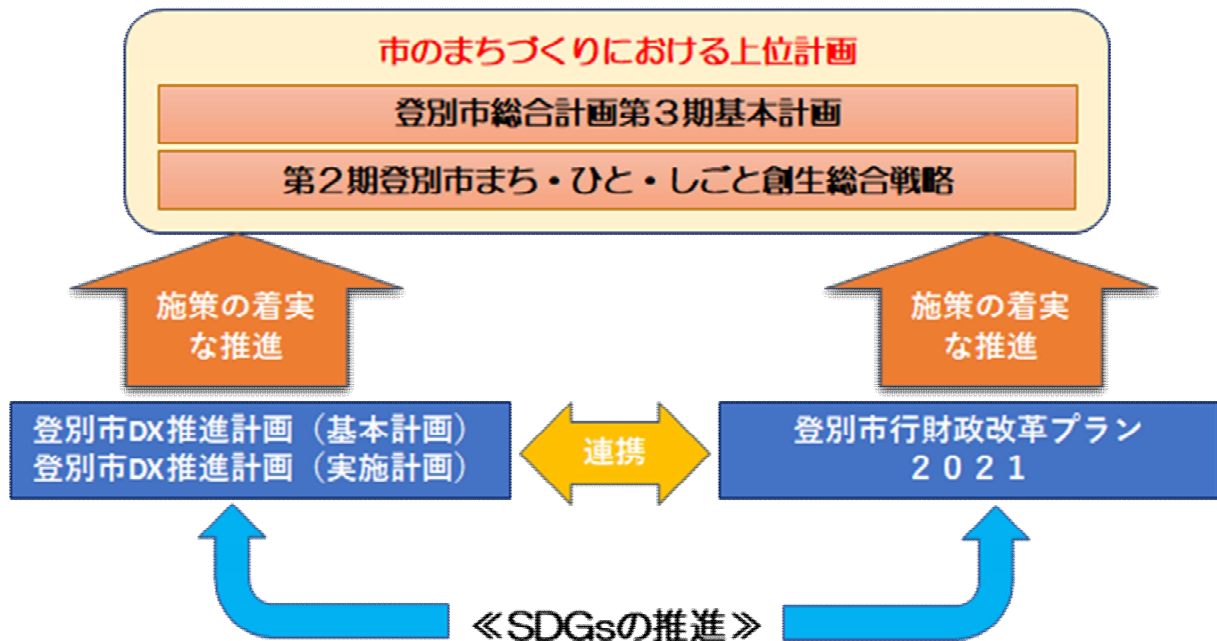 市のまちづくりにおける上位計画
登別市総合計画第3期基本計画
第2期登別市まち・ひと・しごと創生総合戦略
施策の着実
な推進
施策の着実
な推進
登別市DX推進計画（基本計画）
登別市DX推進計画（実施計画）
連携
登別市行財政改革プラン
２０２１
≪SDGsの推進≫